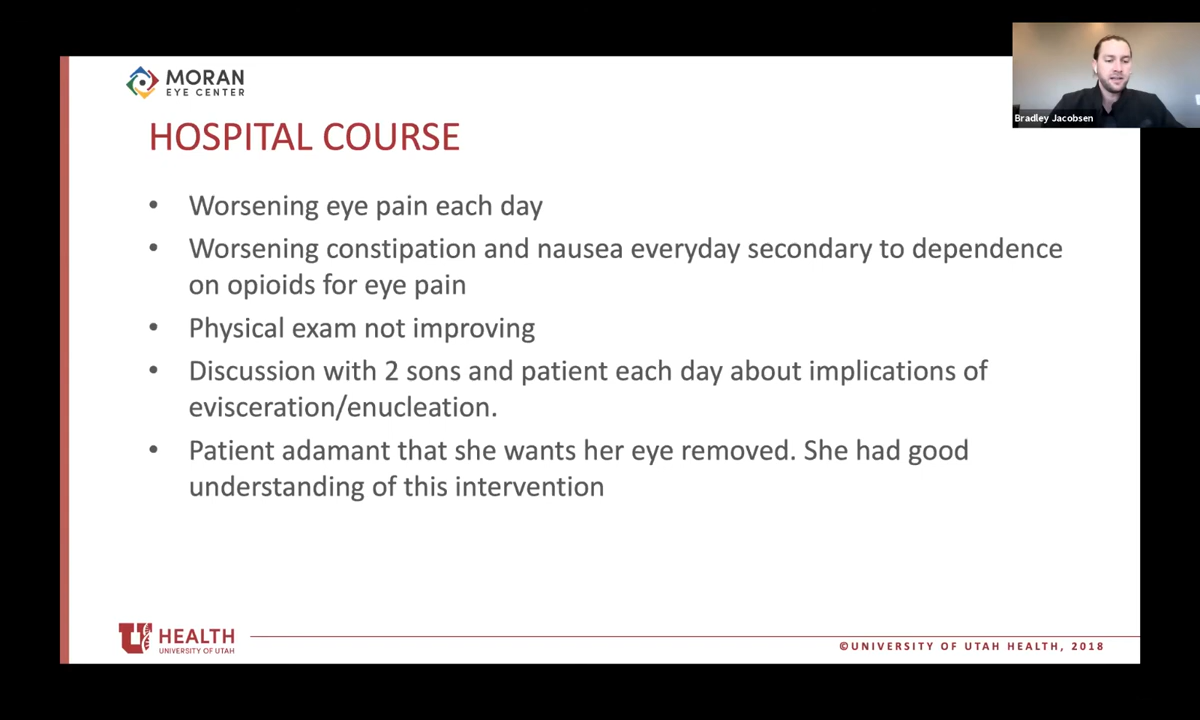 MORAN
EYE CENTER
Bradley Jacobsen
HOSPITAL COURSE
• Worsening eye pain each day
• Worsening constipation and nausea everyday secondary to dependence
on opioids for eye pain
• Physical exam not improving
• Discussion with 2 sons and patient each day about implications of
evisceration/enucleation.
• Patient adamant that she wants her eye removed. She had good
understanding of this intervention
U HEALTH
UNIVERSITY OF UTAH
©UNIVERSITY OF UTAH HEALTH, 2018